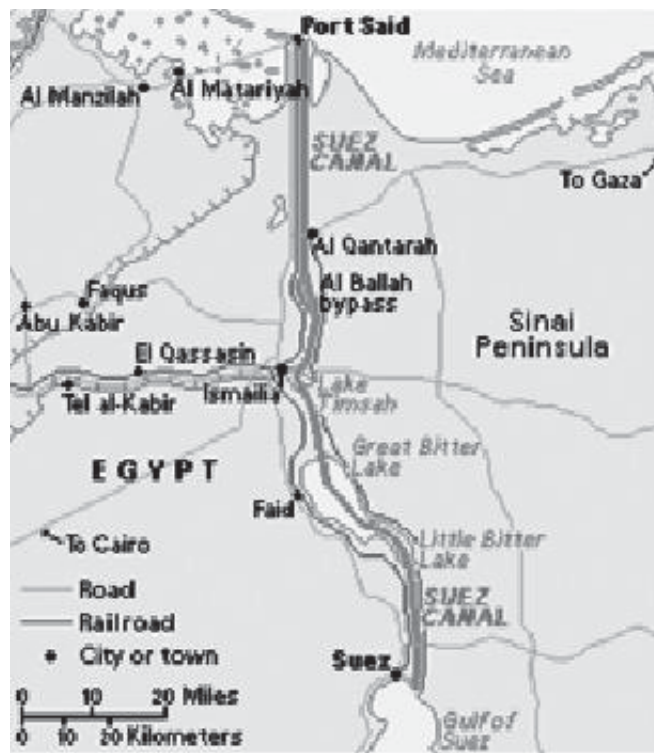 Port Said
Mediterranean
Sea
Al Manzilah
Al Matariyah
SUEZ
CANAL
To Gaza
Al Qantarah
Al Ballah
bypass
Faqus
Abu Kabir
Sinai
Peninsula
El Qassasin
Ismailia
Lake
Timsah
Tel al-Kabir
Great Bitter
Lake
EGYPT
Faid
To Cairo
Little Bitter
Lake
Road
SUEZ
CANAL
Railroad
City or town
Suez
0 10 20 Miles
0 10 20 Kilometers
Gulf of
Suez